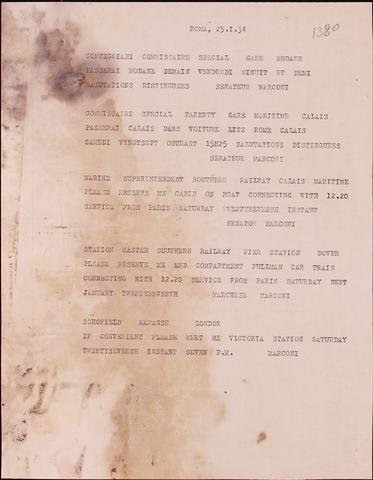 ROMA, 25.I.34
1380
CONTEGGIARI COMMISSAIRE SPECIAL GARE MODANE
PASSERAI MODANE DEMAIN VENDREDI MINUIT ET DEMI
SALUTATIONS DISTINGUEES SENATEUR MARCONI
COMMISSAIRE SPECIAL PARENTY GARE MARITIME CALAIS
PASSERAI CALAIS DANS VOITURE LITS ROME CALAIS
SAMEDI VINGTSEPT COURANT 15H25 SALUTATIONS DISTINGUEES
SENATEUR MARCONI
MARINE SUPERINTENDENT SOUTHERN RAILWAY CALAIS MARITIME
PLEASE RESERVE ME CABIN ON BOAT CONNECTING WITH 12.20
SERVICE FROM PARIS SATURDAY TWENTYSEVENTH INSTANT
SENATOR MARCONI
STATION MASTER SOUTHERN RAILWAY PIER STATION DOVER
PLEASE RESERVE ME END COMPARTMENT PULLMAN CAR TRAIN
CONNECTING WITH 12.20 SERVICE FROM PARIS SATURDAY NEXT
JANUARY TWENTYSEVENTH MARCHESE MARCONI
SCHOFIELD EXPANSE LONDON
IF CONVENIENT PLEASE MEET ME VICTORIA STATION SATURDAY
TWENTYSEVENTH INSTANT SEVEN P.M. MARCONI